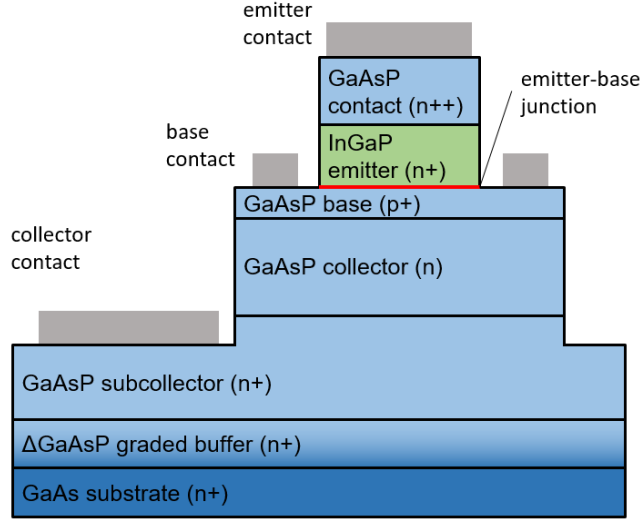 emitter
contact
GaAsP
contact (n++)
emitter-base
junction
base
contact
InGaP
emitter (n+)
GaAsP base (p+)
collector
contact
GaAsP collector (n)
GaAsP subcollector (n+)
ΔGaAsP graded buffer (n+)
GaAs substrate (n+)